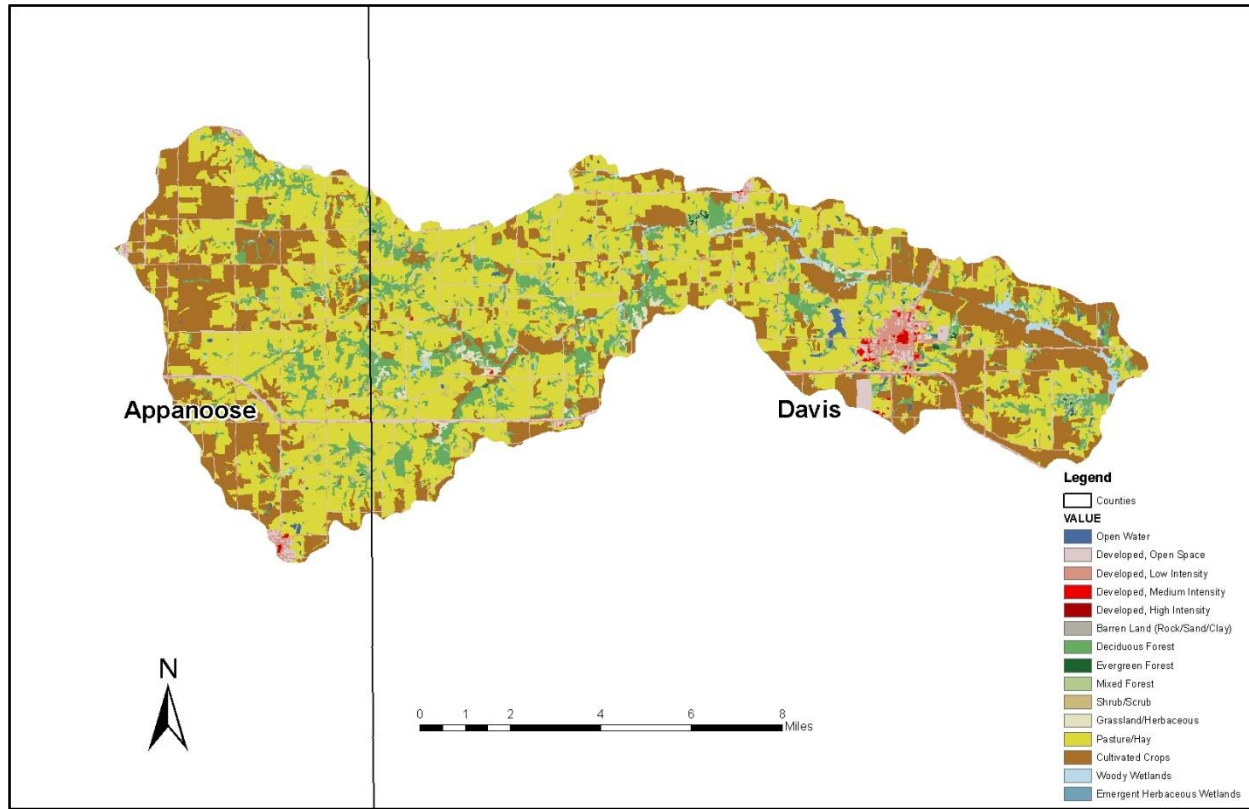 Appanoose
Davis
N
0 1 2 4 6 8
Miles
Legend
Counties
VALUE
Open Water
Developed, Open Space
Developed, Low Intensity
Developed, Medium Intensity
Developed, High Intensity
Barren Land (Rock/Sand/Clay)
Deciduous Forest
Evergreen Forest
Mixed Forest
Shrub/Scrub
Grassland/Herbaceous
Pasture/Hay
Cultivated Crops
Woody Wetlands
Emergent Herbaceous Wetlands